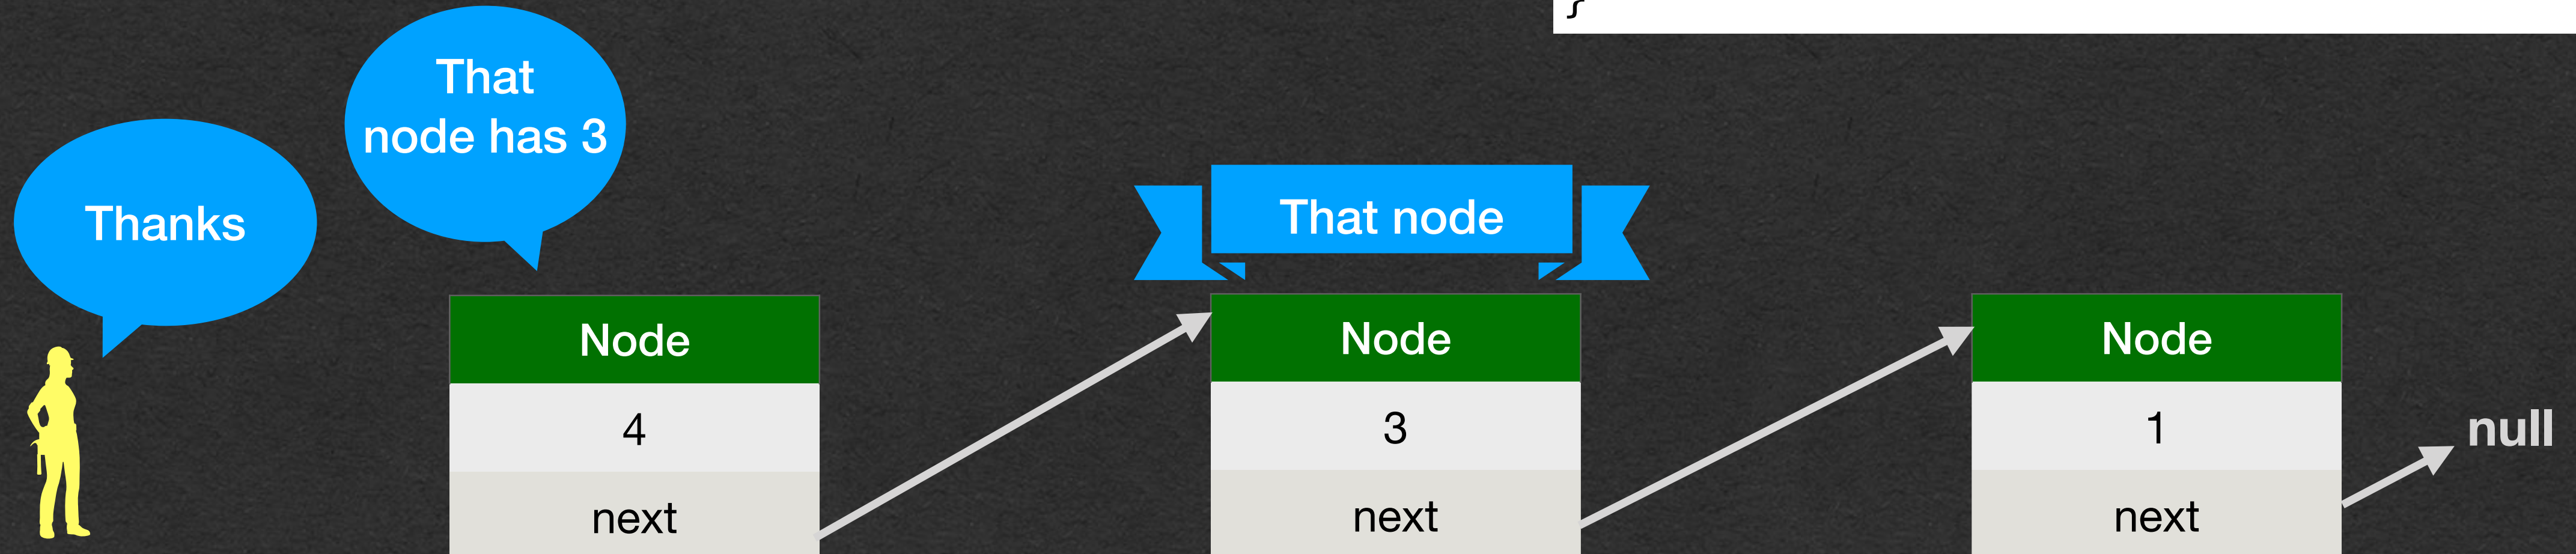 }
That
node has 3
Thanks
That node
Node
4
next
Node
3
next
Node
1
next
null